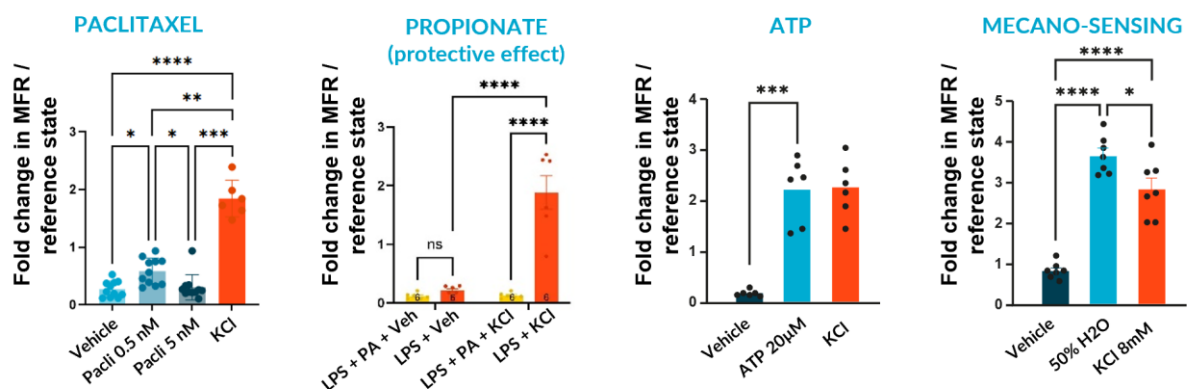 PACLITAXEL
Fold change in MFR /
reference state
****
**
*
*
***
3
2
1
0
Vehicle
Pacli 0.5 nM
Pacli 5 nM
KCl
PROPIONATE
(protective effect)
Fold change in MFR /
reference state
****
****
ns
3
2
1
0
6
6
6
6
LPS + PA + Veh
LPS + Veh
LPS + PA + KCl
LPS + KCl
ATP
Fold change in MFR /
reference state
***
4
3
2
1
0
Vehicle
ATP 20µM
KCl
MECANO-SENSING
Fold change in MFR /
reference state
****
****
*
5
4
3
2
1
0
Vehicle
50% H2O
KCl 8mM